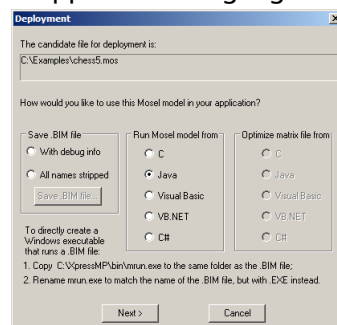 Deployment
The candidate file for deployment is:
C:\Examples\chess5.mos
How would you like to use this Mosel model in your application?
Save .BIM file
With debug info
All names stripped
Save .BIM file...
To directly create a
Windows executable
that runs a .BIM file:
Run Mosel model from
C
Java
Visual Basic
VB.NET
C#
Optimize matrix file from
C
Java
Visual Basic
VB.NET
C#
1. Copy C:\XpressMP\bin\mrun.exe to the same folder as the .BIM file;
2. Rename mrun.exe to match the name of the .BIM file, but with .EXE instead.
Next >
Cancel